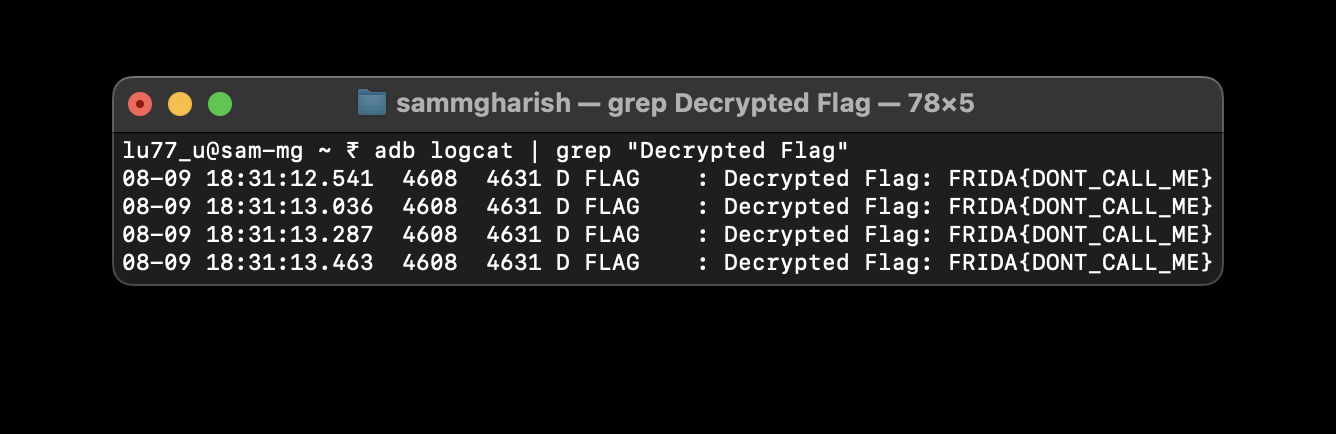 sammgharish — grep Decrypted Flag — 78×5
lu77_u@sam-mg ~ ₹ adb logcat | grep "Decrypted Flag"
08-09 18:31:12.541  4608  4631 D FLAG    : Decrypted Flag: FRIDA{DONT_CALL_ME}
08-09 18:31:13.036  4608  4631 D FLAG    : Decrypted Flag: FRIDA{DONT_CALL_ME}
08-09 18:31:13.287  4608  4631 D FLAG    : Decrypted Flag: FRIDA{DONT_CALL_ME}
08-09 18:31:13.463  4608  4631 D FLAG    : Decrypted Flag: FRIDA{DONT_CALL_ME}